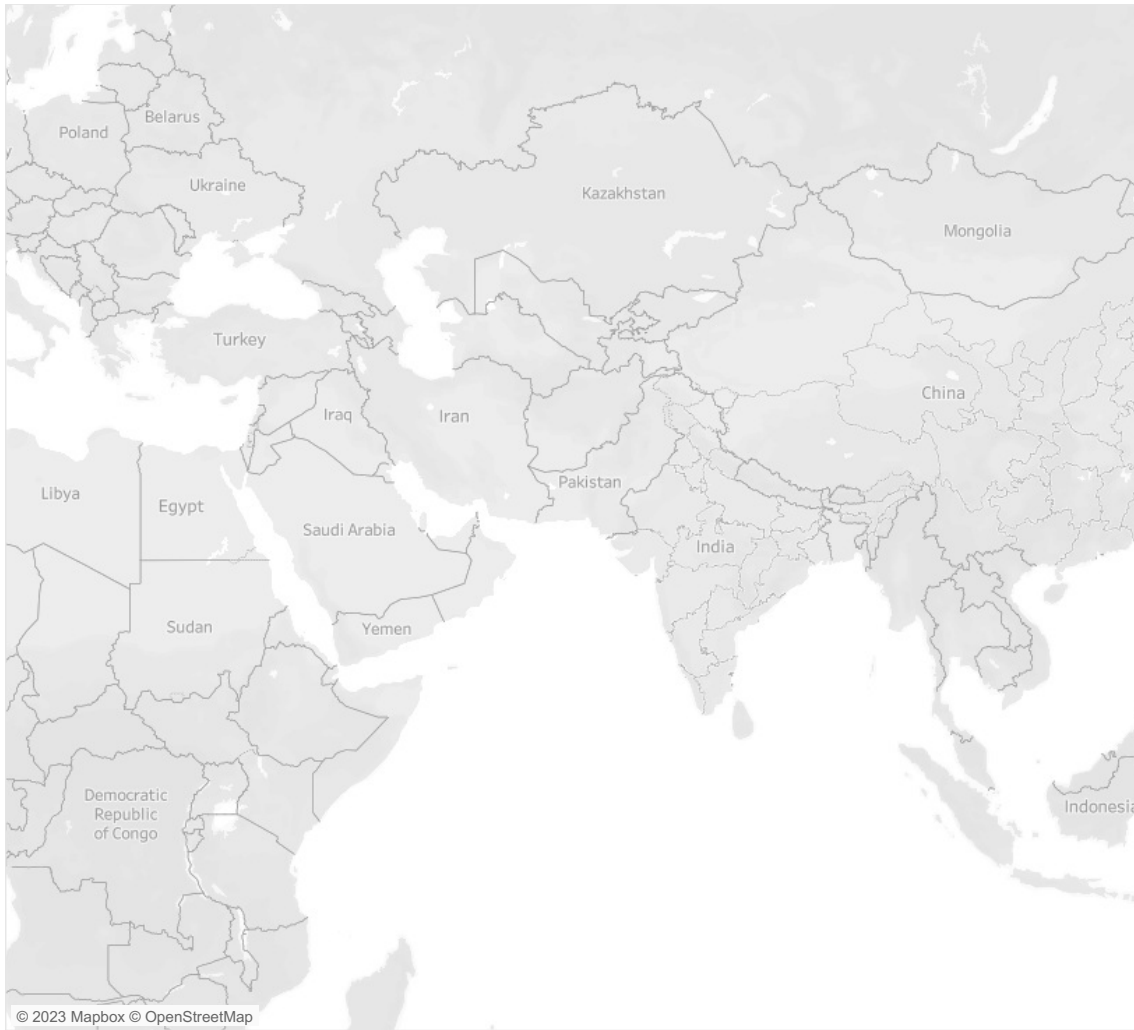 Belarus
Poland
Ukraine
Kazakhstan
Mongolia
Turkey
China
Iraq
Iran
Pakistan
Libya
Egypt
Saudi Arabia
India
Sudan
Yemen
Democratic
Republic
of Congo
Indonesia
© 2023 Mapbox © OpenStreetMap